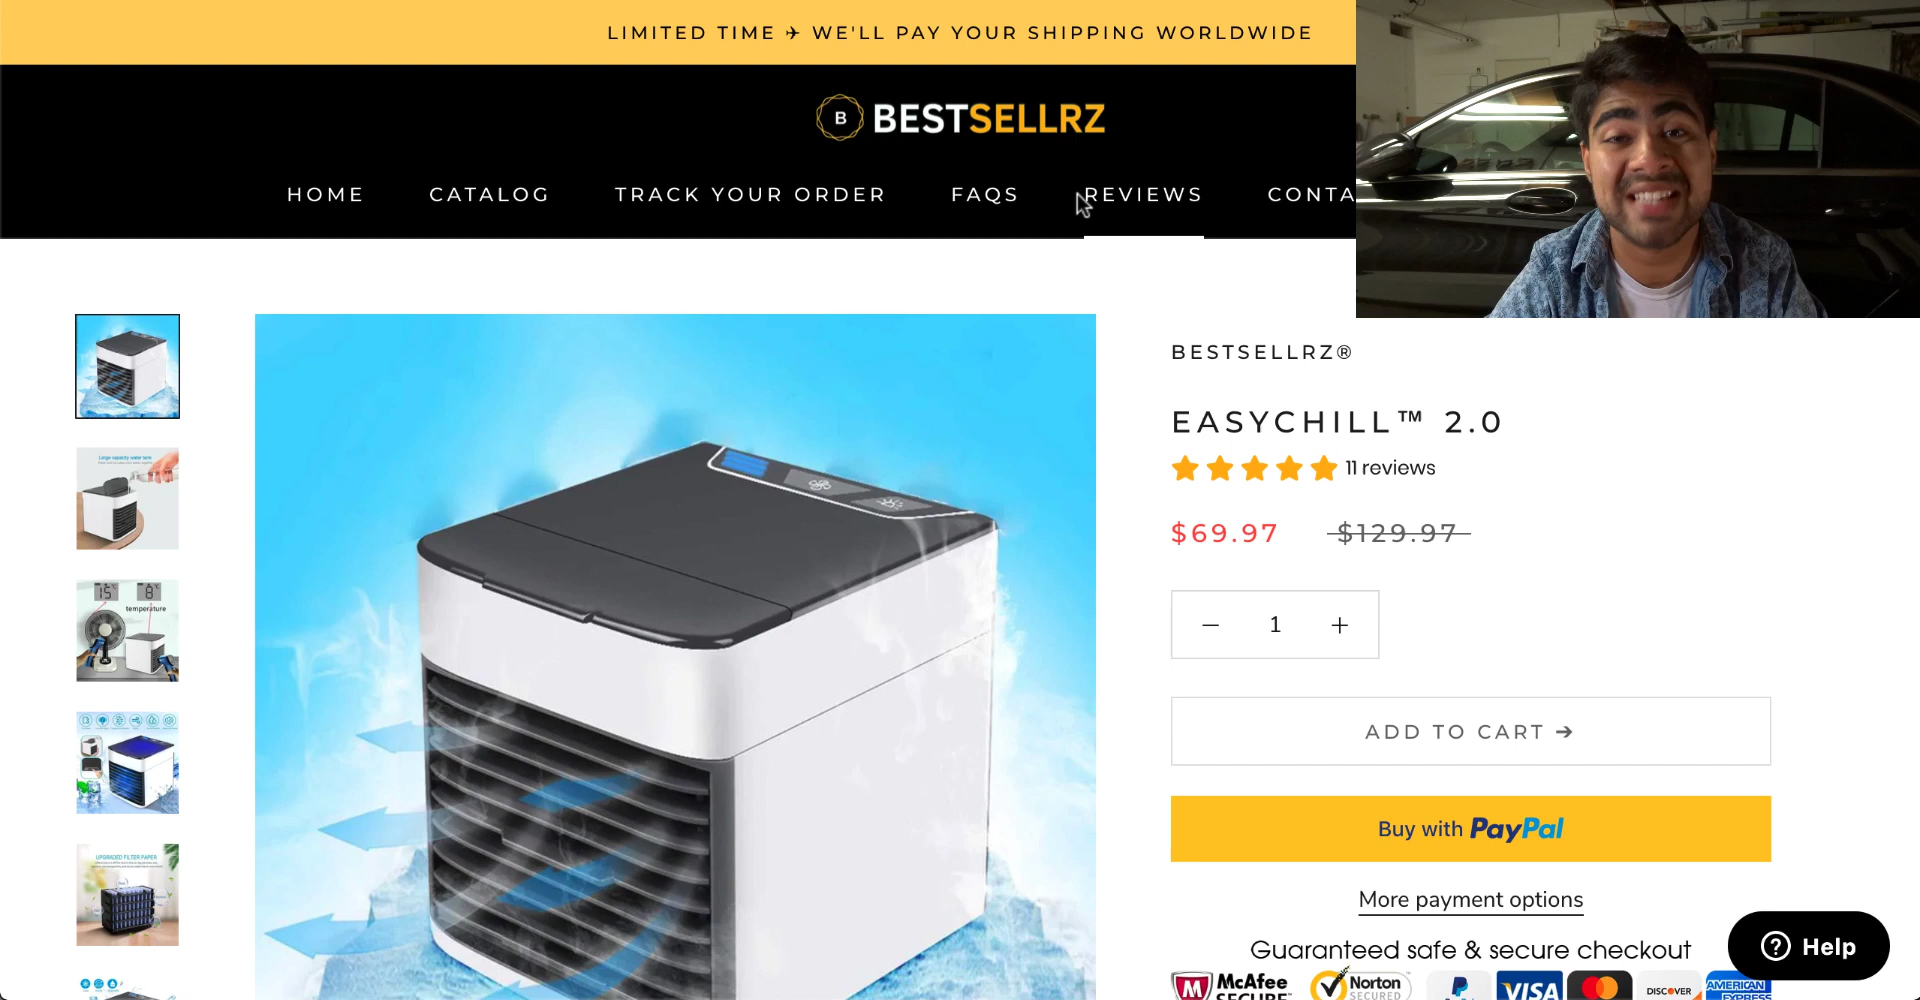 LIMITED TIME ✈ WE'LL PAY YOUR SHIPPING WORLDWIDE
B BESTSELLRZ
HOME CATALOG TRACK YOUR ORDER FAQS REVIEWS CONTA
BESTSELLRZ®
EASYCHILL™ 2.0
11 reviews
$69.97 $129.97
− 1 +
ADD TO CART ➔
Buy with PayPal
More payment options
Guaranteed safe & secure checkout
McAfee SECURE™
Norton SECURED
VISA
DISCOVER
AMERICAN EXPRESS
? Help
Large capacity water tank
15°C 8°C
temperature
UPGRADED FILTER PAPER